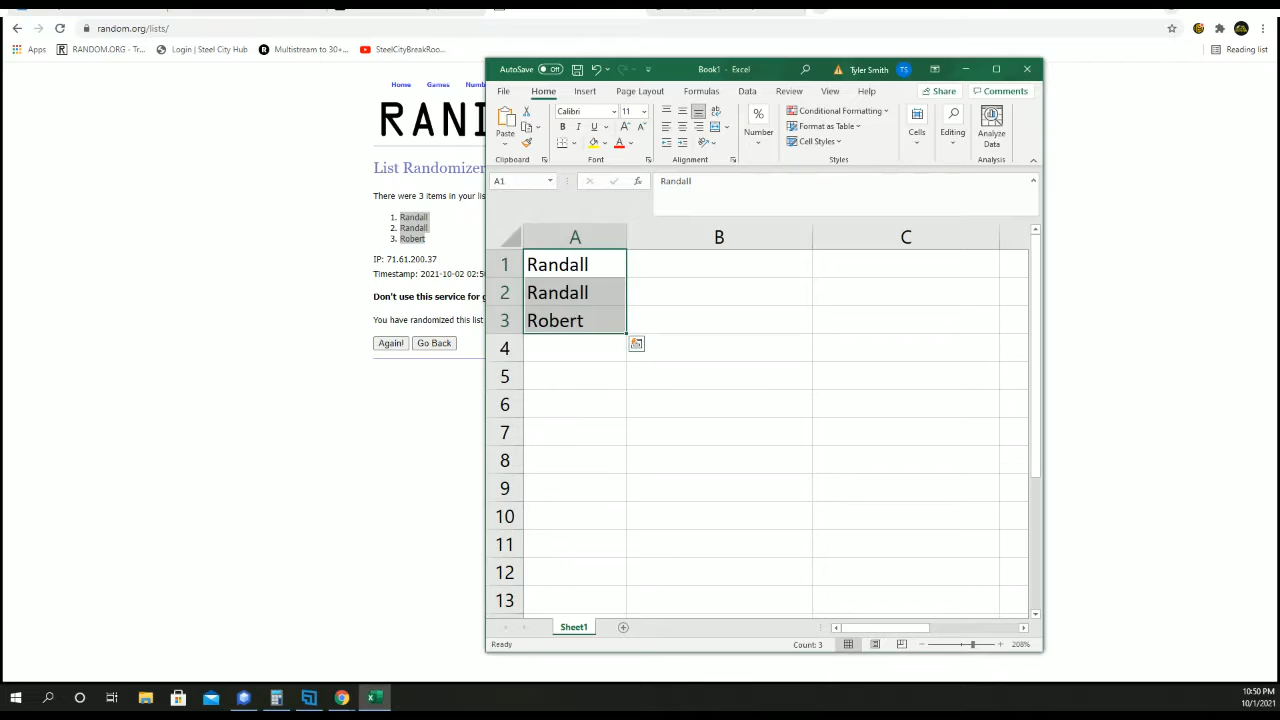 random.org/lists/
Apps
RANDOM.ORG - Tr...
Login | Steel City Hub
Multistream to 30+...
SteelCityBreakRoo...
Reading list
Home
Games
Numb
RAN
List Randomizer
There were 3 items in your lis
1. Randall
2. Randall
3. Robert
IP: 71.61.200.37
Timestamp: 2021-10-02 02:50
Don't use this service for g
You have randomized this list
Again!
Go Back
AutoSave
Off
Book1 - Excel
Tyler Smith
TS
File
Home
Insert
Page Layout
Formulas
Data
Review
View
Help
Share
Comments
Paste
Clipboard
Calibri
11
B
I
U
A
A
A
Font
ab
Alignment
%
Number
Conditional Formatting
Format as Table
Cell Styles
Styles
Cells
Editing
Analyze
Data
Analysis
A1
fx
Randall
A
B
C
1
Randall
2
Randall
3
Robert
4
5
6
7
8
9
10
11
12
13
Sheet1
Ready
Count: 3
208%
10:50 PM
10/1/2021